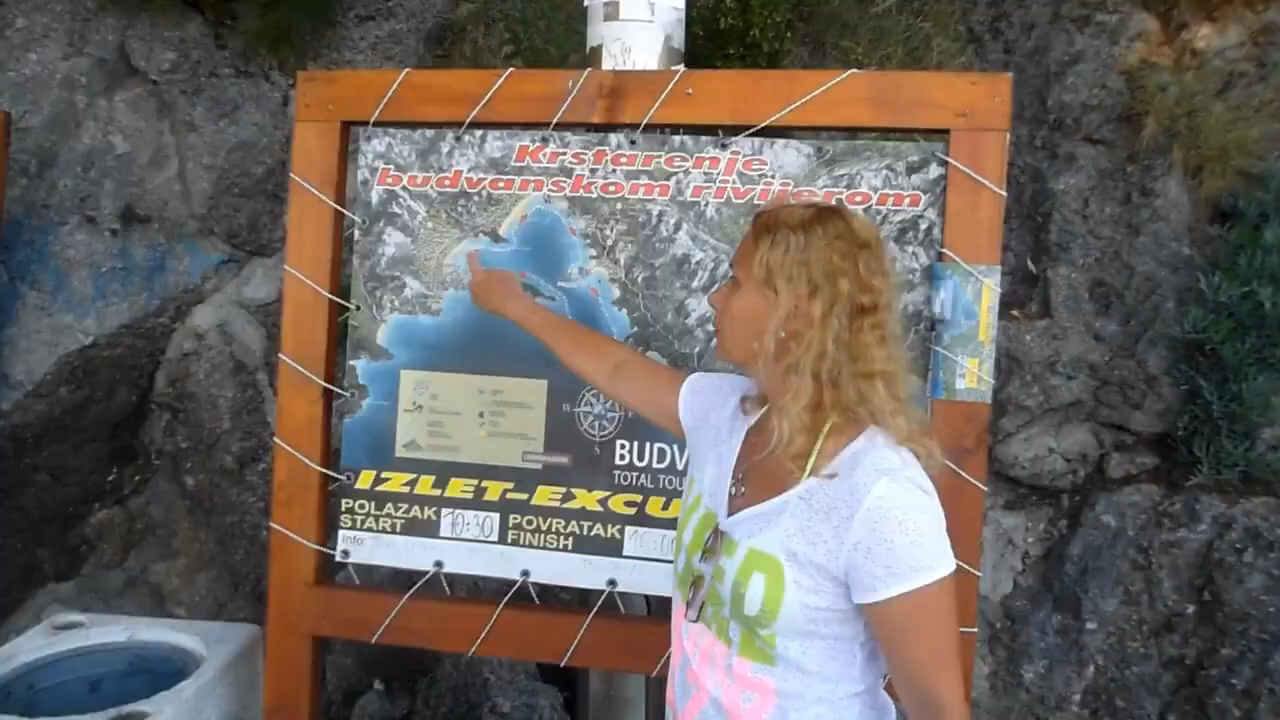 Krstarenje
budvanskom rivijerom
W
S
BUDV
TOTAL TOU
IZLET-EXCU
POLAZAK
START
10:30
POVRATAK
FINISH
Info: